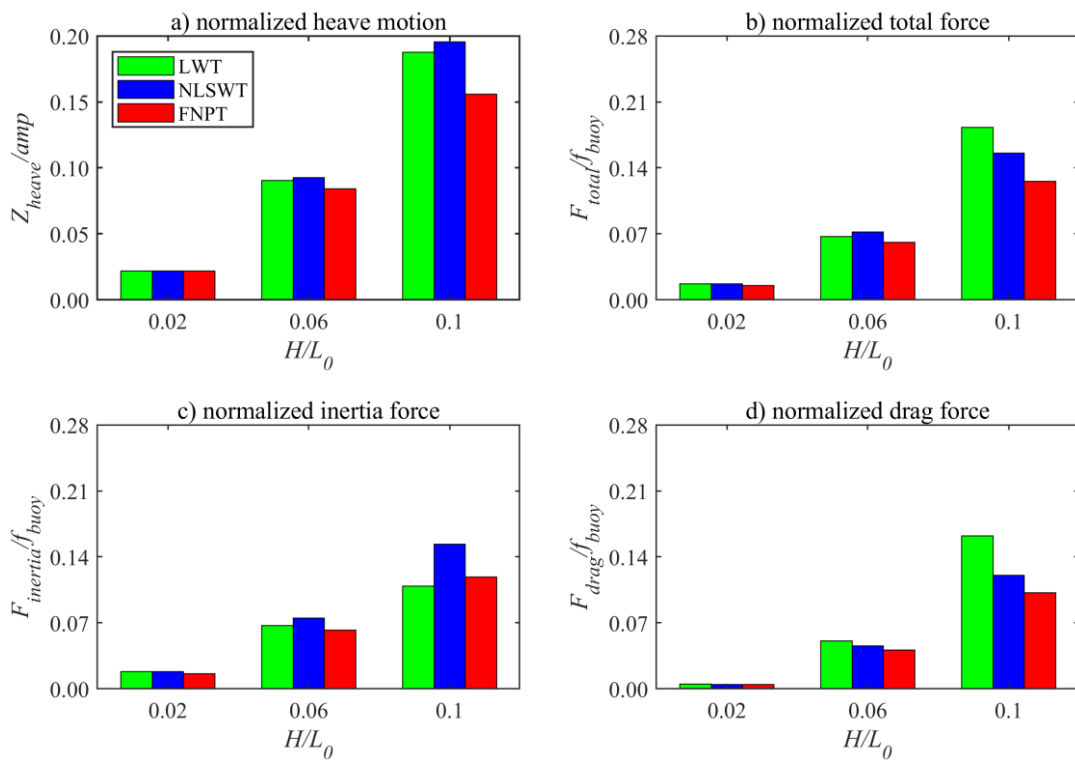 a) normalized heave motion
0.20
0.15
0.10
0.05
0.00
Z_heave/amp
LWT
NLSWT
FNPT
0.02
0.06
0.1
H/L_0
b) normalized total force
0.28
0.21
0.14
0.07
0.00
F_total/f_buoy
0.02
0.06
0.1
H/L_0
c) normalized inertia force
0.28
0.21
0.14
0.07
0.00
F_inertia/f_buoy
0.02
0.06
0.1
H/L_0
d) normalized drag force
0.28
0.21
0.14
0.07
0.00
F_drag/f_buoy
0.02
0.06
0.1
H/L_0